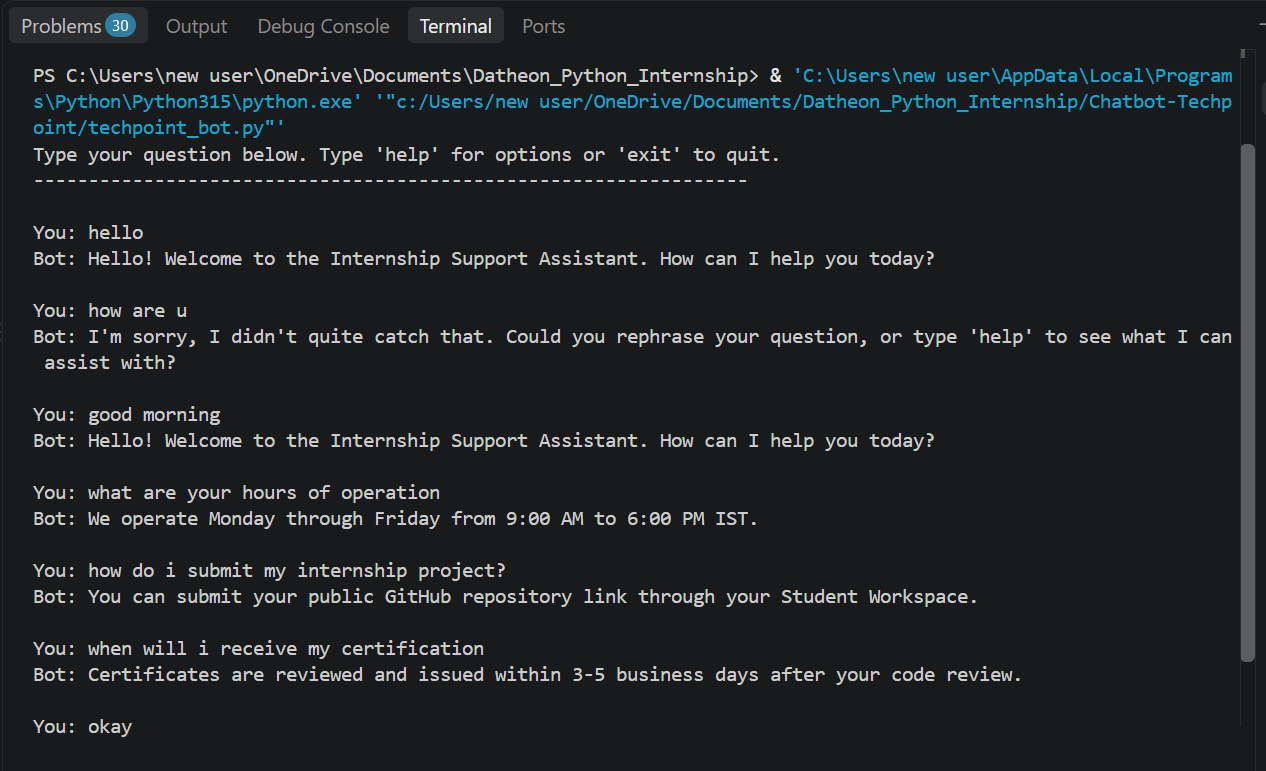 Problems 30 Output Debug Console Terminal Ports
PS C:\Users\new user\OneDrive\Documents\Datheon_Python_Internship> & 'C:\Users\new user\AppData\Local\Program
s\Python\Python315\python.exe' '"c:/Users/new user/OneDrive/Documents/Datheon_Python_Internship/Chatbot-Techp
oint/techpoint_bot.py"'
Type your question below. Type 'help' for options or 'exit' to quit.
-----------------------------------------------------------------
You: hello
Bot: Hello! Welcome to the Internship Support Assistant. How can I help you today?
You: how are u
Bot: I'm sorry, I didn't quite catch that. Could you rephrase your question, or type 'help' to see what I can
assist with?
You: good morning
Bot: Hello! Welcome to the Internship Support Assistant. How can I help you today?
You: what are your hours of operation
Bot: We operate Monday through Friday from 9:00 AM to 6:00 PM IST.
You: how do i submit my internship project?
Bot: You can submit your public GitHub repository link through your Student Workspace.
You: when will i receive my certification
Bot: Certificates are reviewed and issued within 3-5 business days after your code review.
You: okay